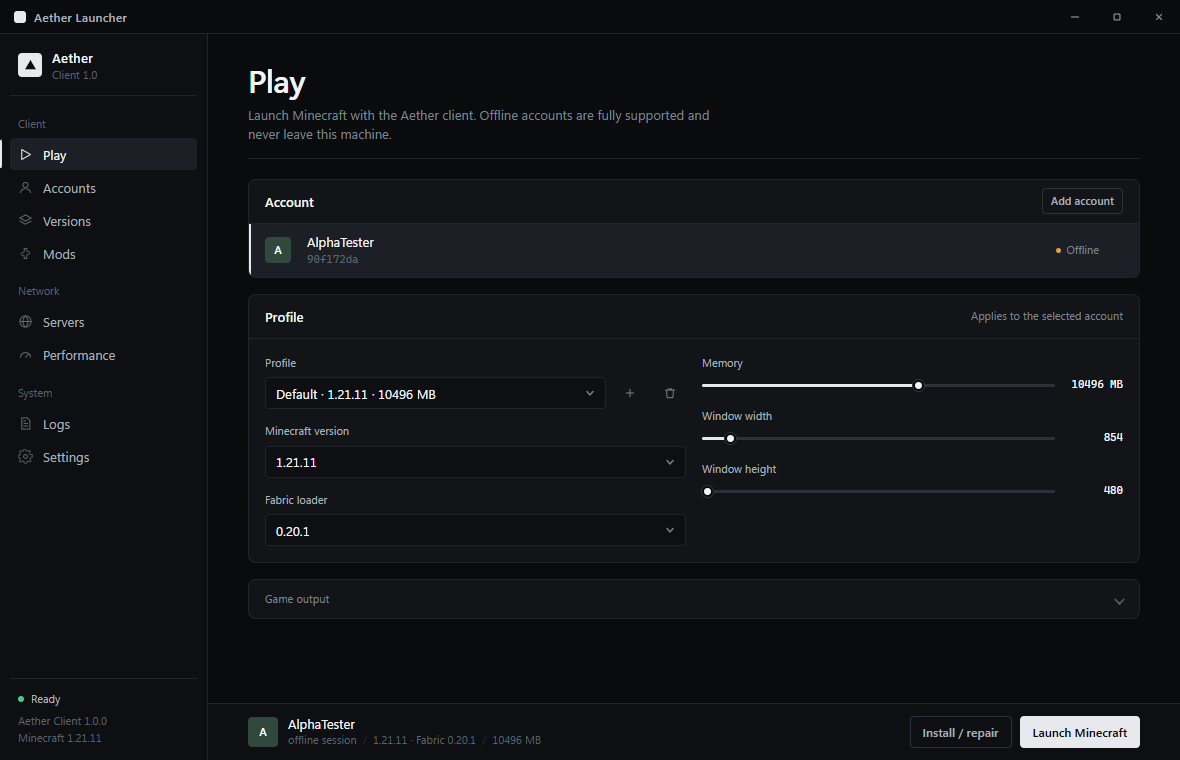 Aether Launcher
Aether
Client 1.0
Client
Play
Accounts
Versions
Mods
Network
Servers
Performance
System
Logs
Settings
Ready
Aether Client 1.0.0
Minecraft 1.21.11
Play
Launch Minecraft with the Aether client. Offline accounts are fully supported and
never leave this machine.
Account
Add account
A
AlphaTester
90f172da
Offline
Profile
Applies to the selected account
Profile
Default · 1.21.11 · 10496 MB
Minecraft version
1.21.11
Fabric loader
0.20.1
Memory
10496 MB
Window width
854
Window height
480
Game output
A
AlphaTester
offline session / 1.21.11 · Fabric 0.20.1 / 10496 MB
Install / repair
Launch Minecraft